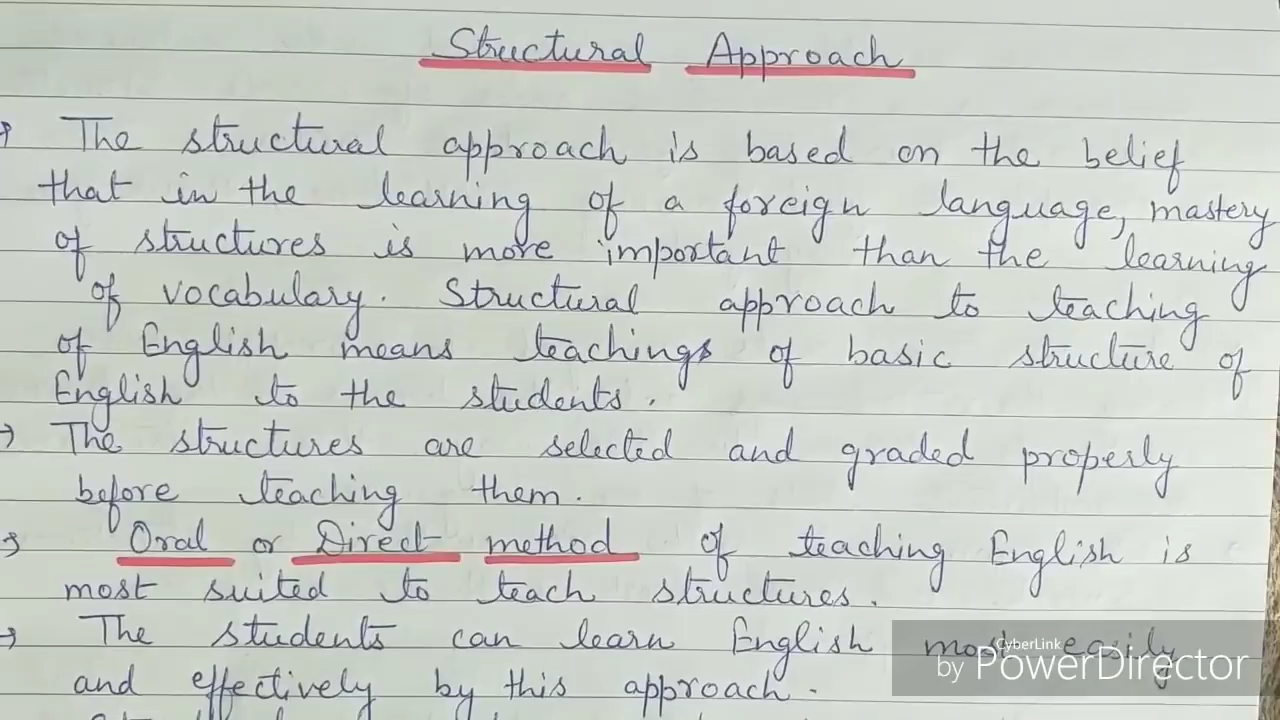 Structural Approach
→ The structural approach is based on the belief
that in the learning of a foreign language, mastery
of structures is more important than the learning
of vocabulary. Structural approach to teaching
of English means teachings of basic structure of
English to the students.
→ The structures are selected and graded properly
before teaching them.
→ Oral or Direct method of teaching English is
most suited to teach structures.
→ The students can learn English most easily
and effectively by this approach.
CyberLink
by PowerDirector